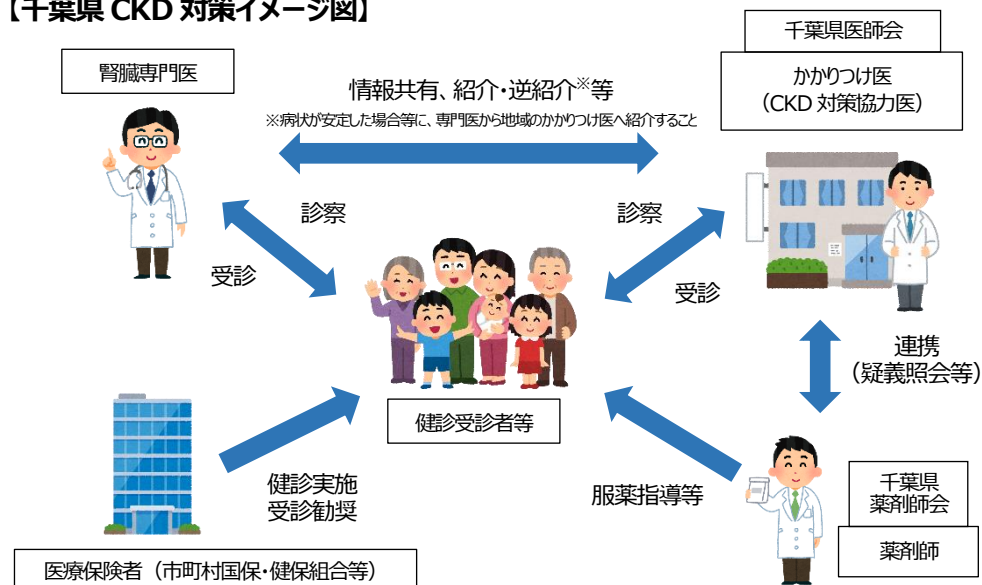 【千葉県 CKD 対策イメージ図】
千葉県医師会
腎臓専門医
かかりつけ医
（CKD 対策協力医）
情報共有、紹介・逆紹介※等
※病状が安定した場合等に、専門医から地域のかかりつけ医へ紹介すること
診察
診察
受診
受診
連携
（疑義照会等）
健診受診者等
健診実施
受診勧奨
服薬指導等
千葉県
薬剤師会
薬剤師
医療保険者（市町村国保・健保組合等）